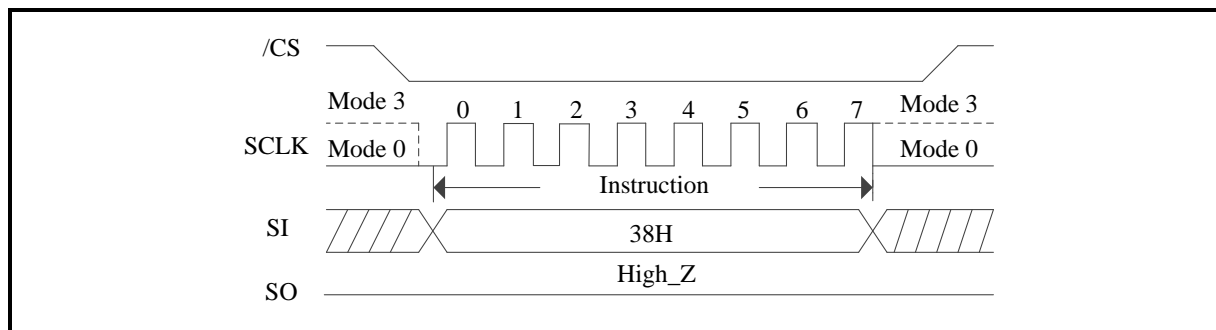 /CS
Mode 3 0 1 2 3 4 5 6 7 Mode 3
SCLK Mode 0 Mode 0
Instruction
SI 38H
High_Z
SO